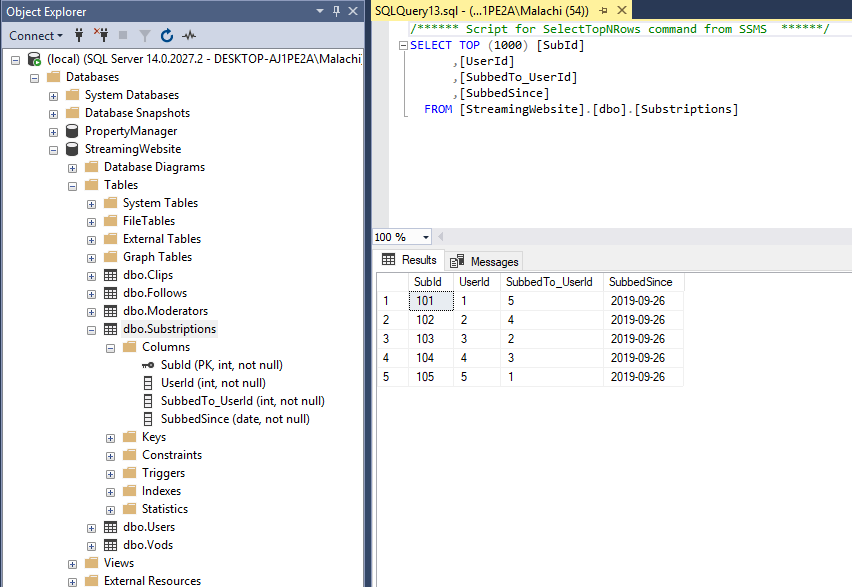 Object Explorer
Connect
(local) (SQL Server 14.0.2027.2 - DESKTOP-AJ1PE2A\Malachi
Databases
System Databases
Database Snapshots
PropertyManager
StreamingWebsite
Database Diagrams
Tables
System Tables
FileTables
External Tables
Graph Tables
dbo.Clips
dbo.Follows
dbo.Moderators
dbo.Substriptions
Columns
SubId (PK, int, not null)
UserId (int, not null)
SubbedTo_UserId (int, not null)
SubbedSince (date, not null)
Keys
Constraints
Triggers
Indexes
Statistics
dbo.Users
dbo.Vods
Views
External Resources
SQLQuery13.sql - (...1PE2A\Malachi (54))
/****** Script for SelectTopNRows command from SSMS ******/
SELECT TOP (1000) [SubId]
,[UserId]
,[SubbedTo_UserId]
,[SubbedSince]
FROM [StreamingWebsite].[dbo].[Substriptions]
100 %
Results Messages
SubId UserId SubbedTo_UserId SubbedSince
1 101 1 5 2019-09-26
2 102 2 4 2019-09-26
3 103 3 2 2019-09-26
4 104 4 3 2019-09-26
5 105 5 1 2019-09-26